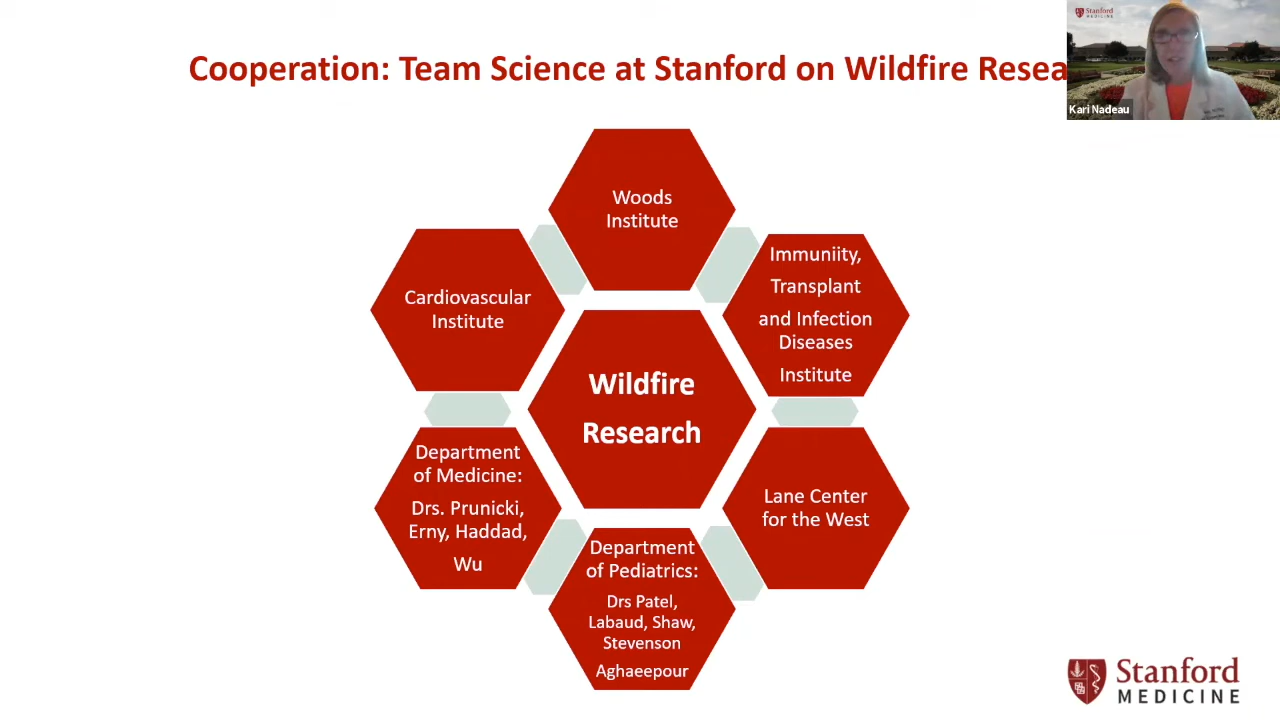 Cooperation: Team Science at Stanford on Wildfire Resea
Stanford
MEDICINE
Kari Nadeau
Woods
Institute
Immuniity,
Transplant
and Infection
Diseases
Institute
Cardiovascular
Institute
Wildfire
Research
Department
of Medicine:
Drs. Prunicki,
Erny, Haddad,
Wu
Lane Center
for the West
Department
of Pediatrics:
Drs Patel,
Labaud, Shaw,
Stevenson
Aghaeepour
Stanford
MEDICINE